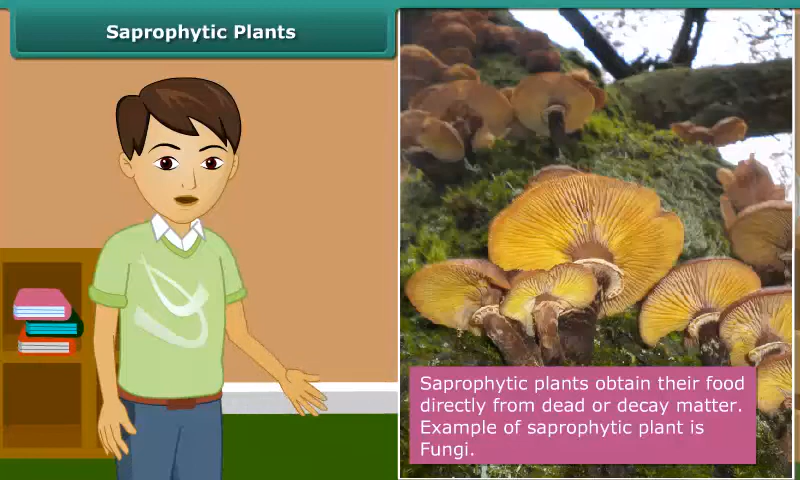 Saprophytic Plants
Saprophytic plants obtain their food
directly from dead or decay matter.
Example of saprophytic plant is
Fungi.